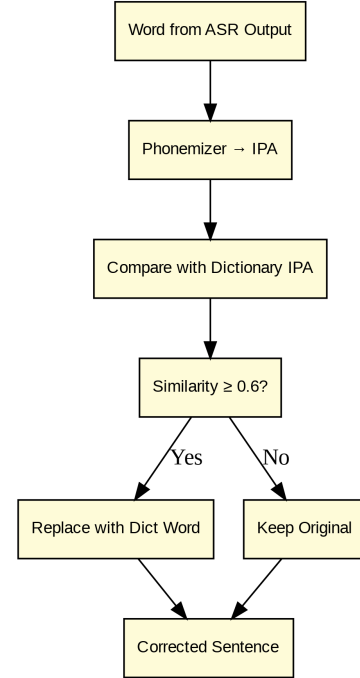 Word from ASR Output
Phonemizer → IPA
Compare with Dictionary IPA
Similarity ≥ 0.6?
Yes
No
Replace with Dict Word
Keep Original
Corrected Sentence